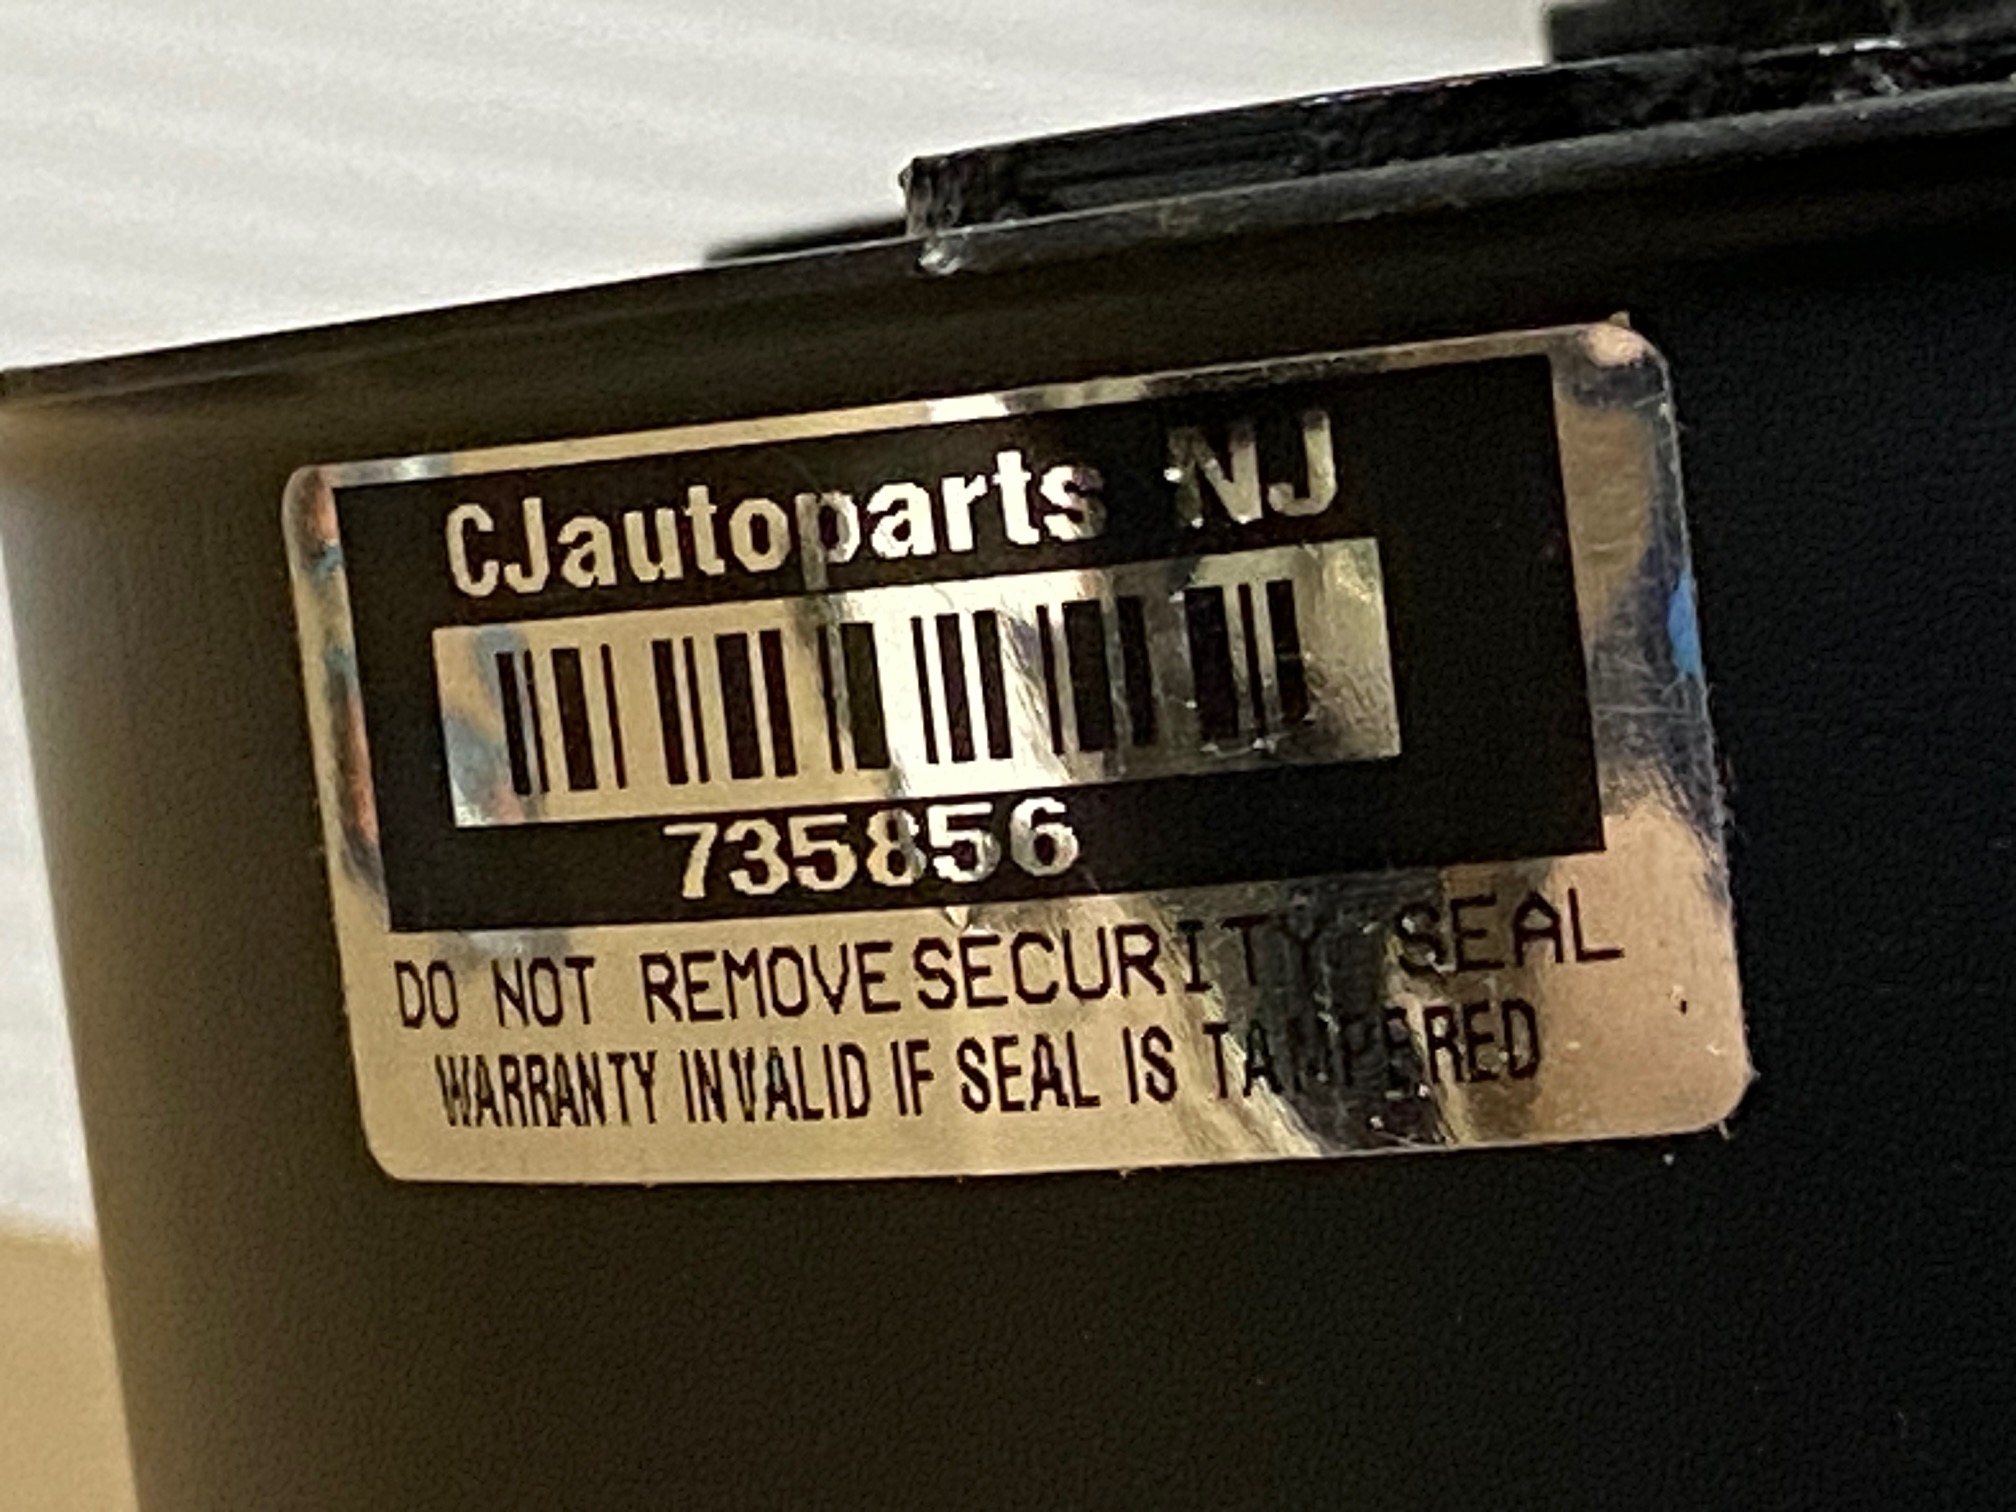 CJautoparts NJ
735856
DO NOT REMOVE SECURITY SEAL
WARRANTY INVALID IF SEAL IS TAMPERED